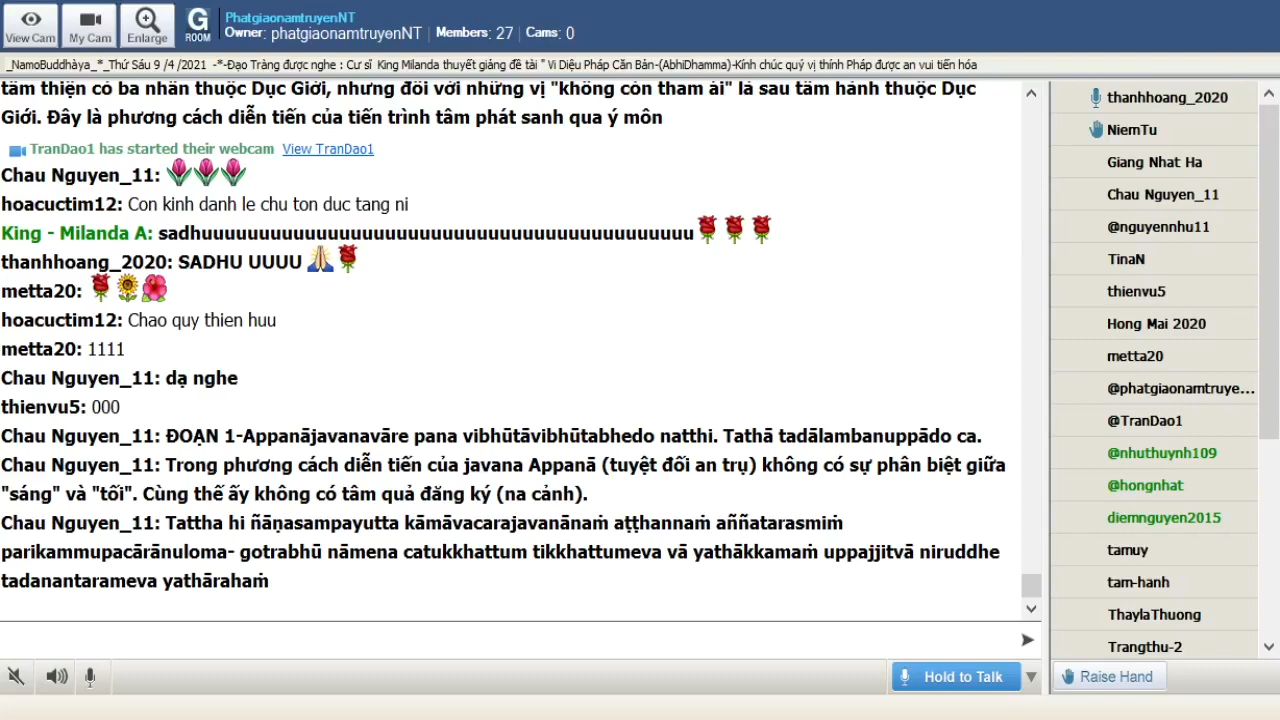 View Cam
My Cam
Enlarge
G
ROOM
PhatgiaonamtruyenNT
Owner: phatgiaonamtruyenNT | Members: 27 | Cams: 0
_NamoBuddhàya_*_Thứ Sáu 9 /4 /2021 -*-Đạo Tràng được nghe : Cư sĩ King Milanda thuyết giảng đề tài " Vi Diệu Pháp Căn Bản-(AbhiDhamma)-Kính chúc quý vị thính Pháp được an vui tiến hóa
tâm thiện có ba nhân thuộc Dục Giới, nhưng đối với những vị "không còn tham ái" là sau tâm hành thuộc Dục
Giới. Đây là phương cách diễn tiến của tiến trình tâm phát sanh qua ý môn
TranDao1 has started their webcam View TranDao1
Chau Nguyen_11:
hoacuctim12: Con kinh danh le chu ton duc tang ni
King - Milanda A: sadhuuuuuuuuuuuuuuuuuuuuuuuuuuuuuuuuuuuuuuuuuuu
thanhhoang_2020: SADHU UUUU
metta20:
hoacuctim12: Chao quy thien huu
metta20: 1111
Chau Nguyen_11: dạ nghe
thienvu5: 000
Chau Nguyen_11: ĐOẠN 1-Appanājavanavāre pana vibhūtāvibhūtabhedo natthi. Tathā tadālambanuppādo ca.
Chau Nguyen_11: Trong phương cách diễn tiến của javana Appanā (tuyệt đối an trụ) không có sự phân biệt giữa
"sáng" và "tối". Cùng thế ấy không có tâm quả đăng ký (na cảnh).
Chau Nguyen_11: Tattha hi ñāṇasampayutta kāmāvacarajavanānaṁ aṭṭhannaṁ aññatarasmiṁ
parikammupacārānuloma- gotrabhū nāmena catukkhattum tikkhattumeva vā yathākkamaṁ uppajjitvā niruddhe
tadanantarameva yathārahaṁ
Hold to Talk
thanhhoang_2020
NiemTu
Giang Nhat Ha
Chau Nguyen_11
@nguyennhu11
TinaN
thienvu5
Hong Mai 2020
metta20
@phatgiaonamtruye...
@TranDao1
@nhuthuynh109
@hongnhat
diemnguyen2015
tamuy
tam-hanh
ThaylaThuong
Trangthu-2
Raise Hand